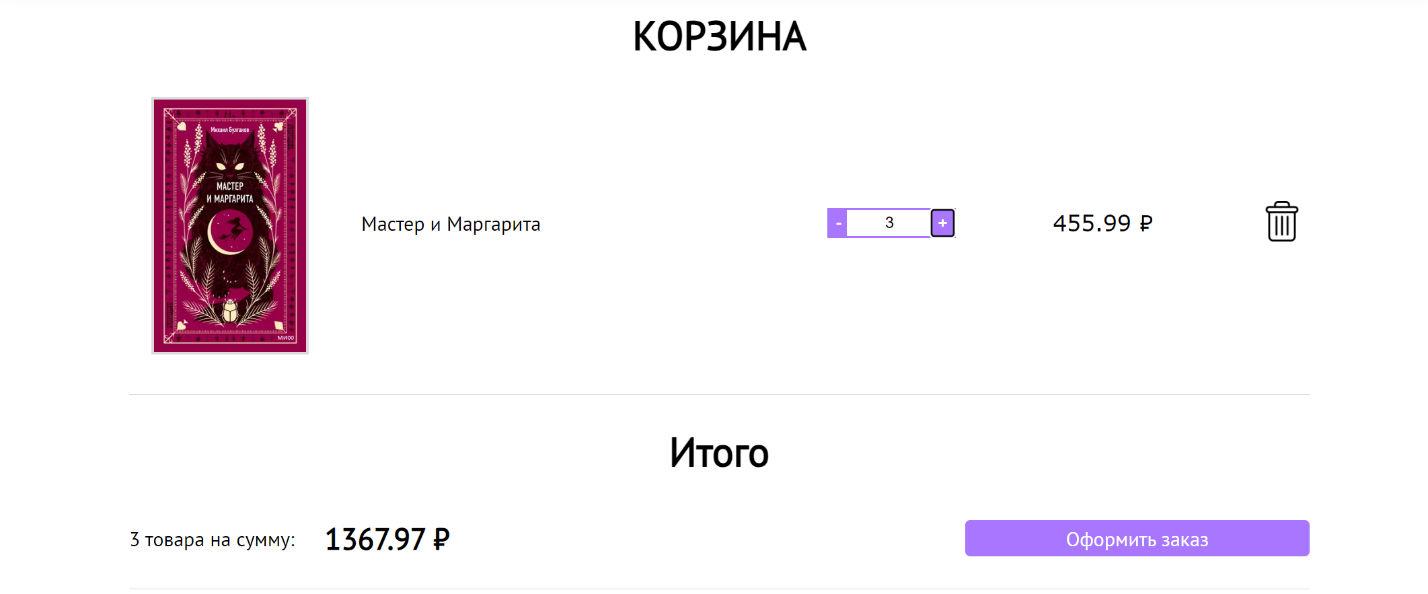 КОРЗИНА
Михаил Булгаков
МАСТЕР
И МАРГАРИТА
МИФ
Мастер и Маргарита
- 3 +
455.99 ₽
Итого
3 товара на сумму: 1367.97 ₽
Оформить заказ